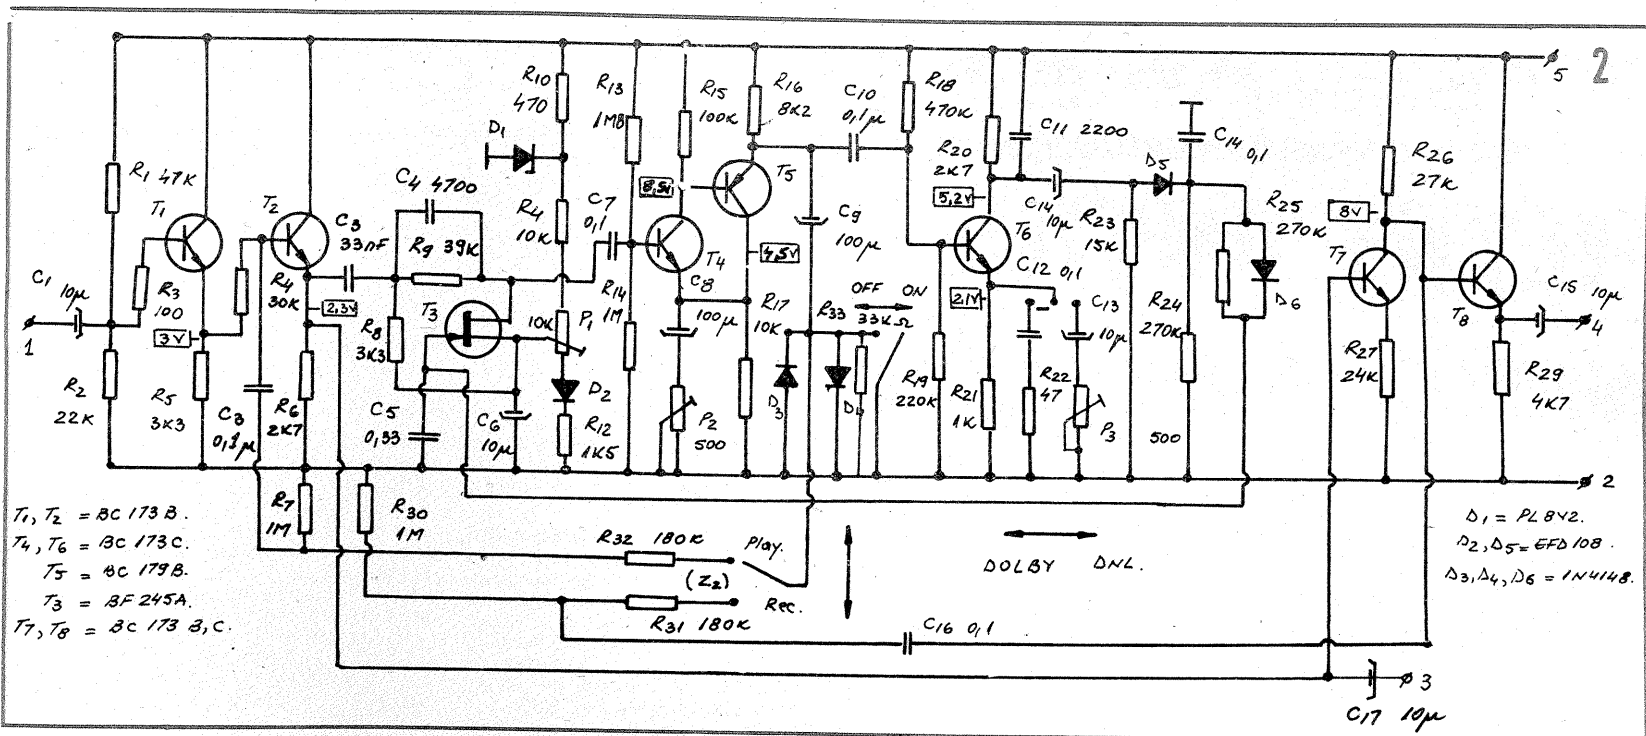 2
5
R10
470
R13
1M8
R15
100K
R16
8K2
C10
0,1µ
R18
470K
C11 2200
C14 0,1
D1
R1 47K
C4 4700
R20
2K7
D5
R26
27K
T1
T2
C3
33nF
R9 39K
R4
10K
C7
0,1
8,5V
T5
C9
100µ
5,2V
C14
10µ
R23
15K
R25
270K
8V
T4
4,5V
T6
T7
C1 10µ
R3
100
R4
30K
2,3V
T3
C8
100µ
OFF ON
C12 0,1
2,1V
C13
10µ
D6
T8
C15 10µ
1
3V
R8
3K3
10K
P1
R14
1M
R17
10K
R33
33K Ω
R24
270K
4
R2
22K
R5
3K3
C3
0,1µ
R6
2K7
C5
0,33
C6
10µ
D2
R12
1K5
P2
500
D3
D4
R19
220K
R21
1K
R22
47
P3
500
R27
24K
R29
4K7
2
R7
1M
R30
1M
T1, T2 = BC 173 B.
T4, T6 = BC 173 C.
T5 = BC 179 B.
T3 = BF 245A.
T7, T8 = BC 173 B, C.
R32 180K
Play.
(Z2)
Rec.
R31 180K
DOLBY DNL.
D1 = PL 8V2.
D2, D5 = EFD 108.
D3, D4, D6 = 1N4148.
C16 0,1
3
C17 10µ